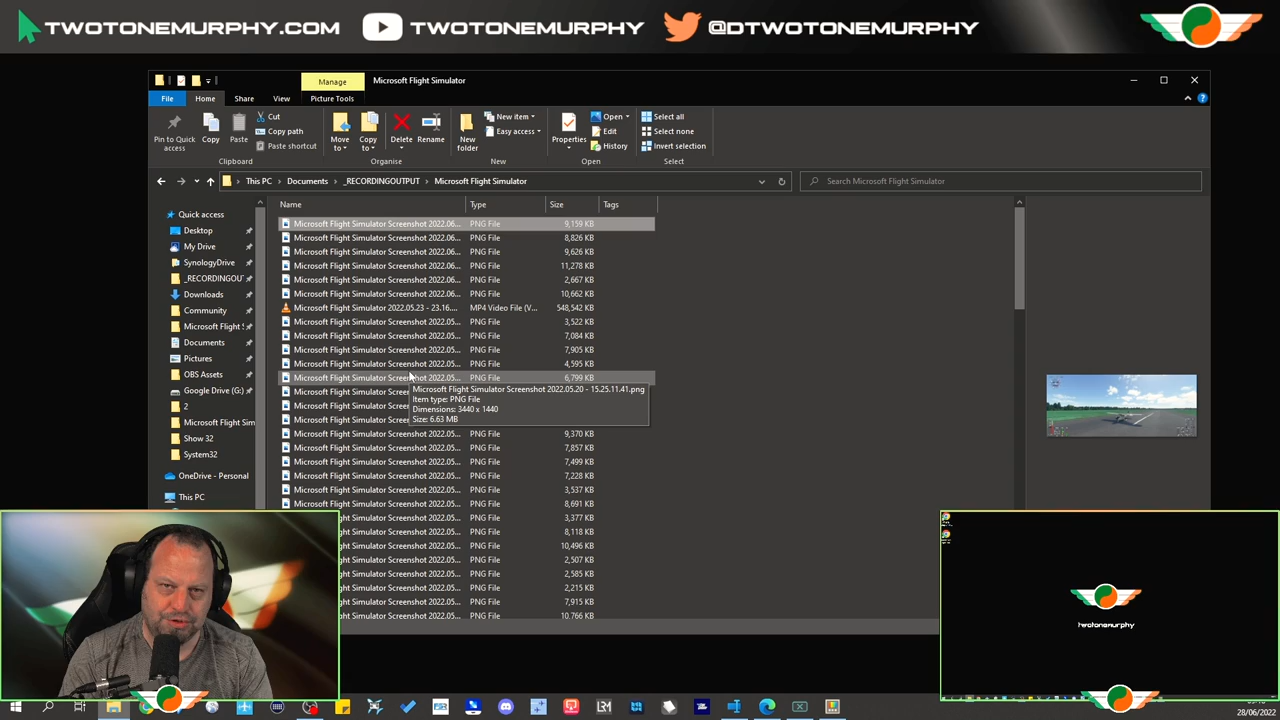 TWOTONEMURPHY.COM TWOTONEMURPHY @DTWOTONEMURPHY
Manage Microsoft Flight Simulator
File Home Share View Picture Tools
Pin to Quick access
Copy
Paste
Cut
Copy path
Paste shortcut
Move to
Copy to
Delete
Rename
New folder
New item
Easy access
Properties
Open
Edit
History
Select all
Select none
Invert selection
Clipboard Organise New Open Select
This PC Documents _RECORDINGOUTPUT Microsoft Flight Simulator Search Microsoft Flight Simulator
Name Type Size Tags
Quick access
Desktop
My Drive
SynologyDrive
_RECORDINGOUT
Downloads
Community
Microsoft Flight
Documents
Pictures
OBS Assets
Google Drive (G:)
2
Microsoft Flight Sim
Show 32
System32
OneDrive - Personal
This PC
Microsoft Flight Simulator Screenshot 2022.06... PNG File 9,159 KB
Microsoft Flight Simulator Screenshot 2022.06... PNG File 8,826 KB
Microsoft Flight Simulator Screenshot 2022.06... PNG File 9,626 KB
Microsoft Flight Simulator Screenshot 2022.06... PNG File 11,278 KB
Microsoft Flight Simulator Screenshot 2022.06... PNG File 2,667 KB
Microsoft Flight Simulator Screenshot 2022.06... PNG File 10,662 KB
Microsoft Flight Simulator 2022.05.23 - 23.16.... MP4 Video File (V... 548,542 KB
Microsoft Flight Simulator Screenshot 2022.05... PNG File 3,522 KB
Microsoft Flight Simulator Screenshot 2022.05... PNG File 7,084 KB
Microsoft Flight Simulator Screenshot 2022.05... PNG File 7,905 KB
Microsoft Flight Simulator Screenshot 2022.05... PNG File 4,595 KB
Microsoft Flight Simulator Screenshot 2022.05... PNG File 6,799 KB
Microsoft Flight Simulator Screen
Microsoft Flight Simulator Screen
Microsoft Flight Simulator Screen
Microsoft Flight Simulator Screenshot 2022.05.20 - 15.25.11.41.png
Item type: PNG File
Dimensions: 3440 x 1440
Size: 6.63 MB
Microsoft Flight Simulator Screenshot 2022.05... PNG File 9,370 KB
Microsoft Flight Simulator Screenshot 2022.05... PNG File 7,857 KB
Microsoft Flight Simulator Screenshot 2022.05... PNG File 7,499 KB
Microsoft Flight Simulator Screenshot 2022.05... PNG File 7,228 KB
Microsoft Flight Simulator Screenshot 2022.05... PNG File 3,537 KB
Microsoft Flight Simulator Screenshot 2022.05... PNG File 8,691 KB
ght Simulator Screenshot 2022.05... PNG File 3,377 KB
ght Simulator Screenshot 2022.05... PNG File 8,118 KB
ght Simulator Screenshot 2022.05... PNG File 10,496 KB
ght Simulator Screenshot 2022.05... PNG File 2,507 KB
ght Simulator Screenshot 2022.05... PNG File 2,585 KB
ght Simulator Screenshot 2022.05... PNG File 2,215 KB
ght Simulator Screenshot 2022.05... PNG File 7,915 KB
ght Simulator Screenshot 2022.05... PNG File 10,766 KB
TWOTONEMURPHY
28/06/2022